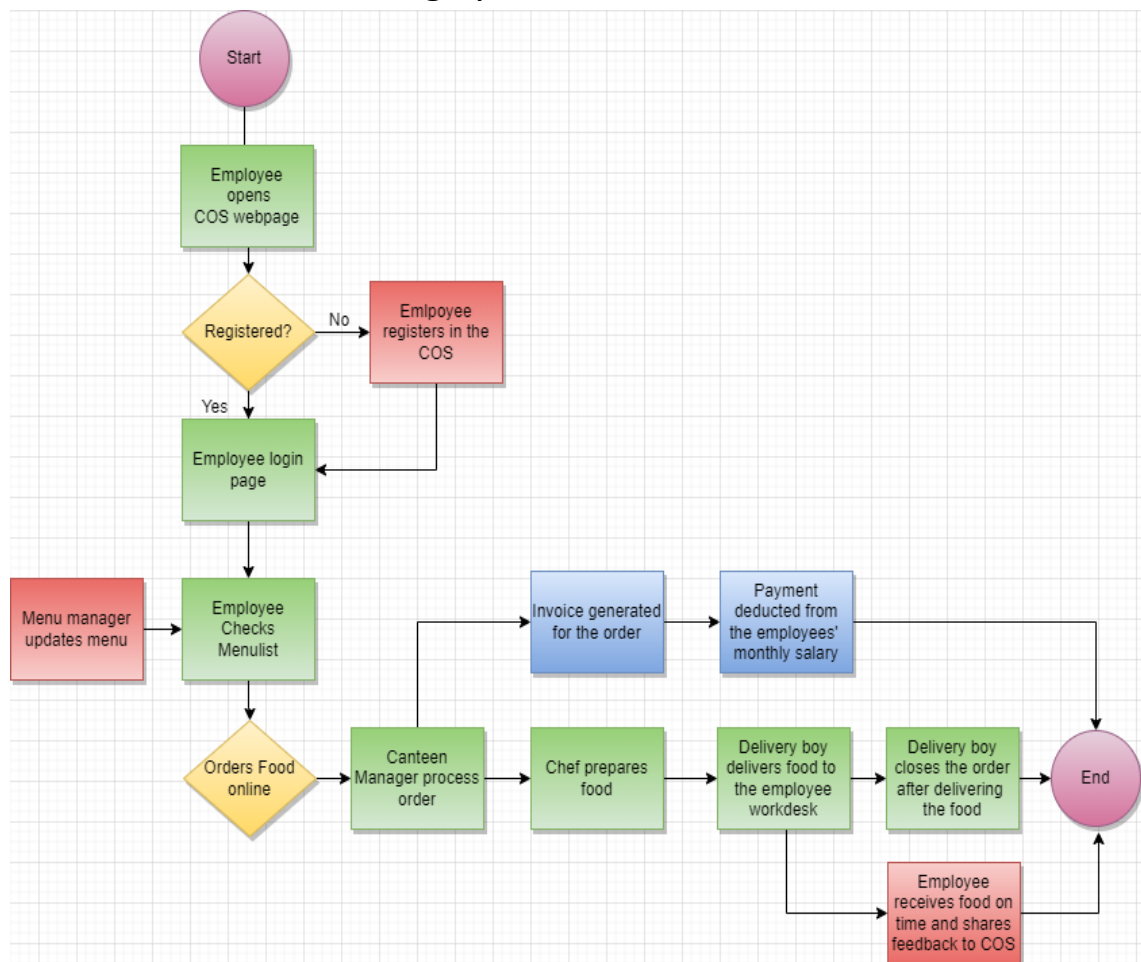 Start
Employee
opens
COS webpage
Registered?
No
Emlpoyee
registers in the
COS
Yes
Employee login
page
Menu manager
updates menu
Employee
Checks
Menulist
Invoice generated
for the order
Payment
deducted from
the employees'
monthly salary
Orders Food
online
Canteen
Manager process
order
Chef prepares
food
Delivery boy
delivers food to
the employee
workdesk
Delivery boy
closes the order
after delivering
the food
End
Employee
receives food on
time and shares
feedback to COS